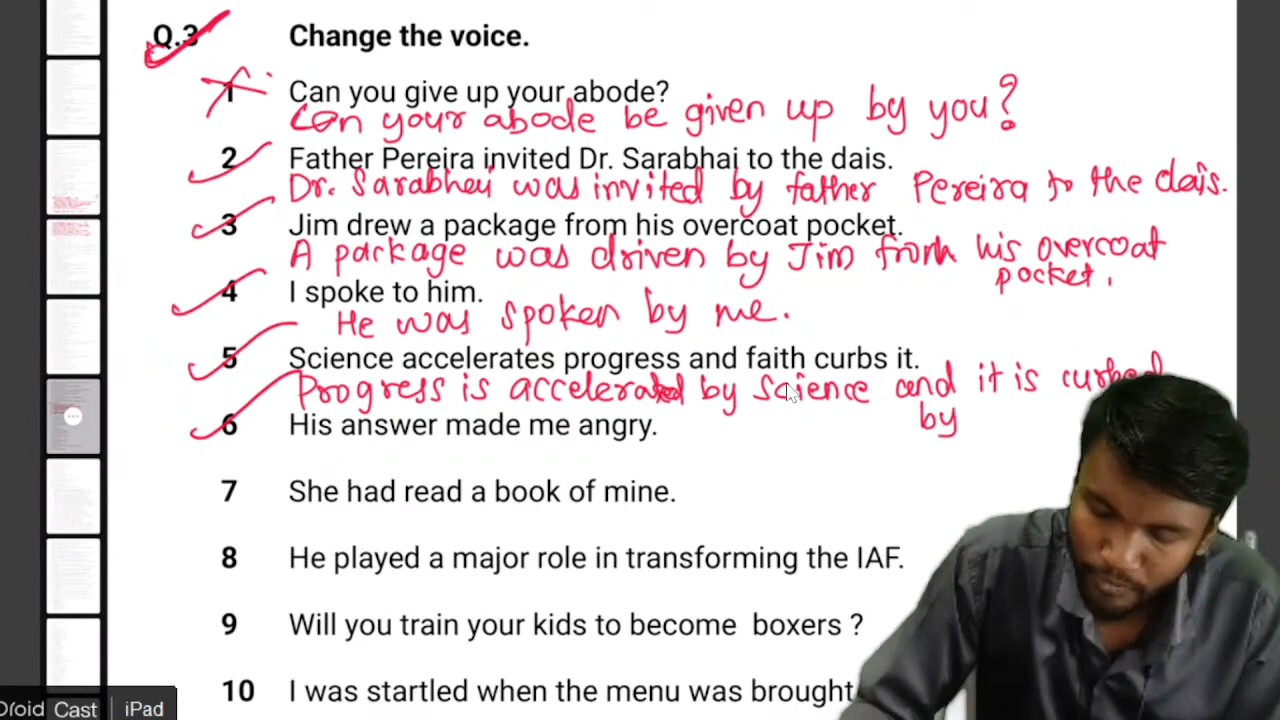 Q.3 Change the voice.
1 Can you give up your abode?
Can your abode be given up by you?
2 Father Pereira invited Dr. Sarabhai to the dais.
Dr. Sarabhai was invited by father Pereira to the dais.
3 Jim drew a package from his overcoat pocket.
A package was driven by Jim from his overcoat
pocket.
4 I spoke to him.
He was spoken by me.
5 Science accelerates progress and faith curbs it.
Progress is accelerated by Science and it is curbed
by
6 His answer made me angry.
7 She had read a book of mine.
8 He played a major role in transforming the IAF.
9 Will you train your kids to become boxers ?
10 I was startled when the menu was brought
Droid Cast iPad